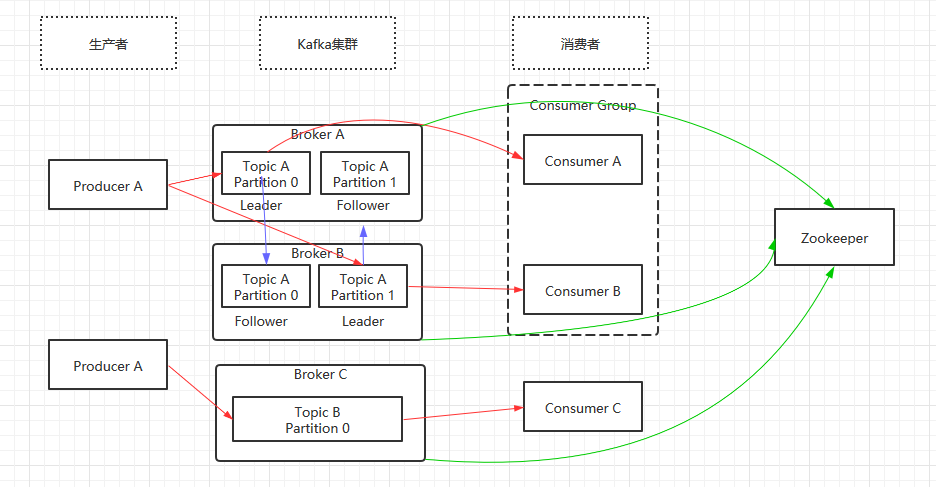 生产者
Kafka集群
消费者
Consumer Group
Broker A
Topic A
Partition 0
Topic A
Partition 1
Leader
Follower
Consumer A
Producer A
Zookeeper
Broker B
Topic A
Partition 0
Topic A
Partition 1
Follower
Leader
Consumer B
Producer A
Broker C
Topic B
Partition 0
Consumer C